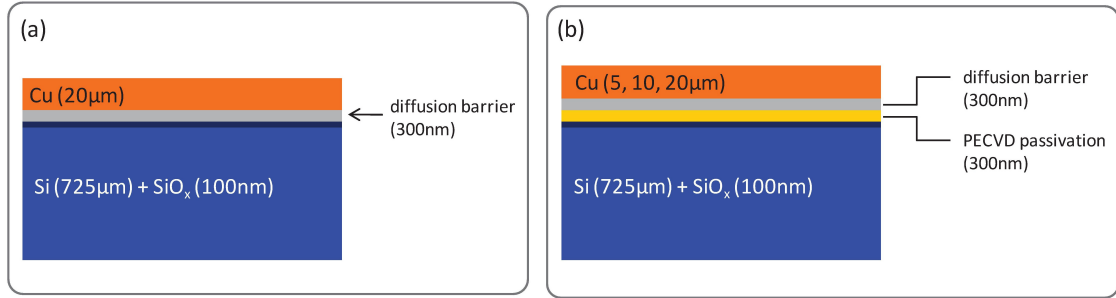 (a)
Cu (20μm)
diffusion barrier
(300nm)
Si (725μm) + SiOₓ (100nm)
(b)
Cu (5, 10, 20μm)
diffusion barrier
(300nm)
PECVD passivation
(300nm)
Si (725μm) + SiOₓ (100nm)